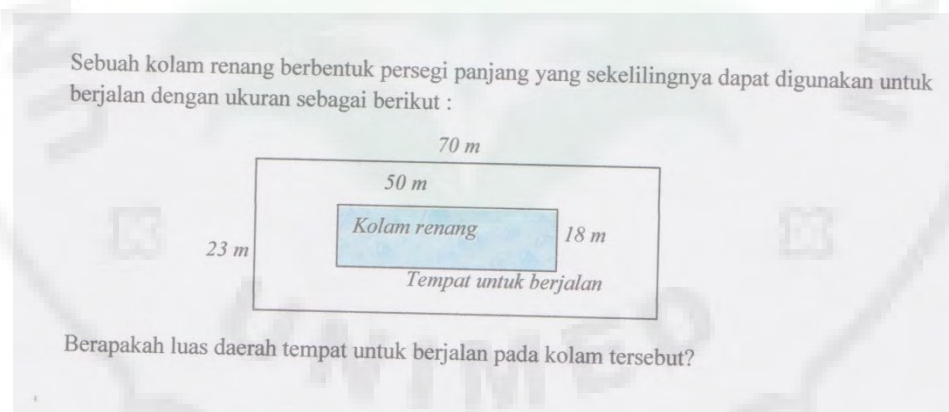 Sebuah kolam renang berbentuk persegi panjang yang sekelilingnya dapat digunakan untuk
berjalan dengan ukuran sebagai berikut :
70 m
50 m
Kolam renang
18 m
23 m
Tempat untuk berjalan
Berapakah luas daerah tempat untuk berjalan pada kolam tersebut?
UNIMED